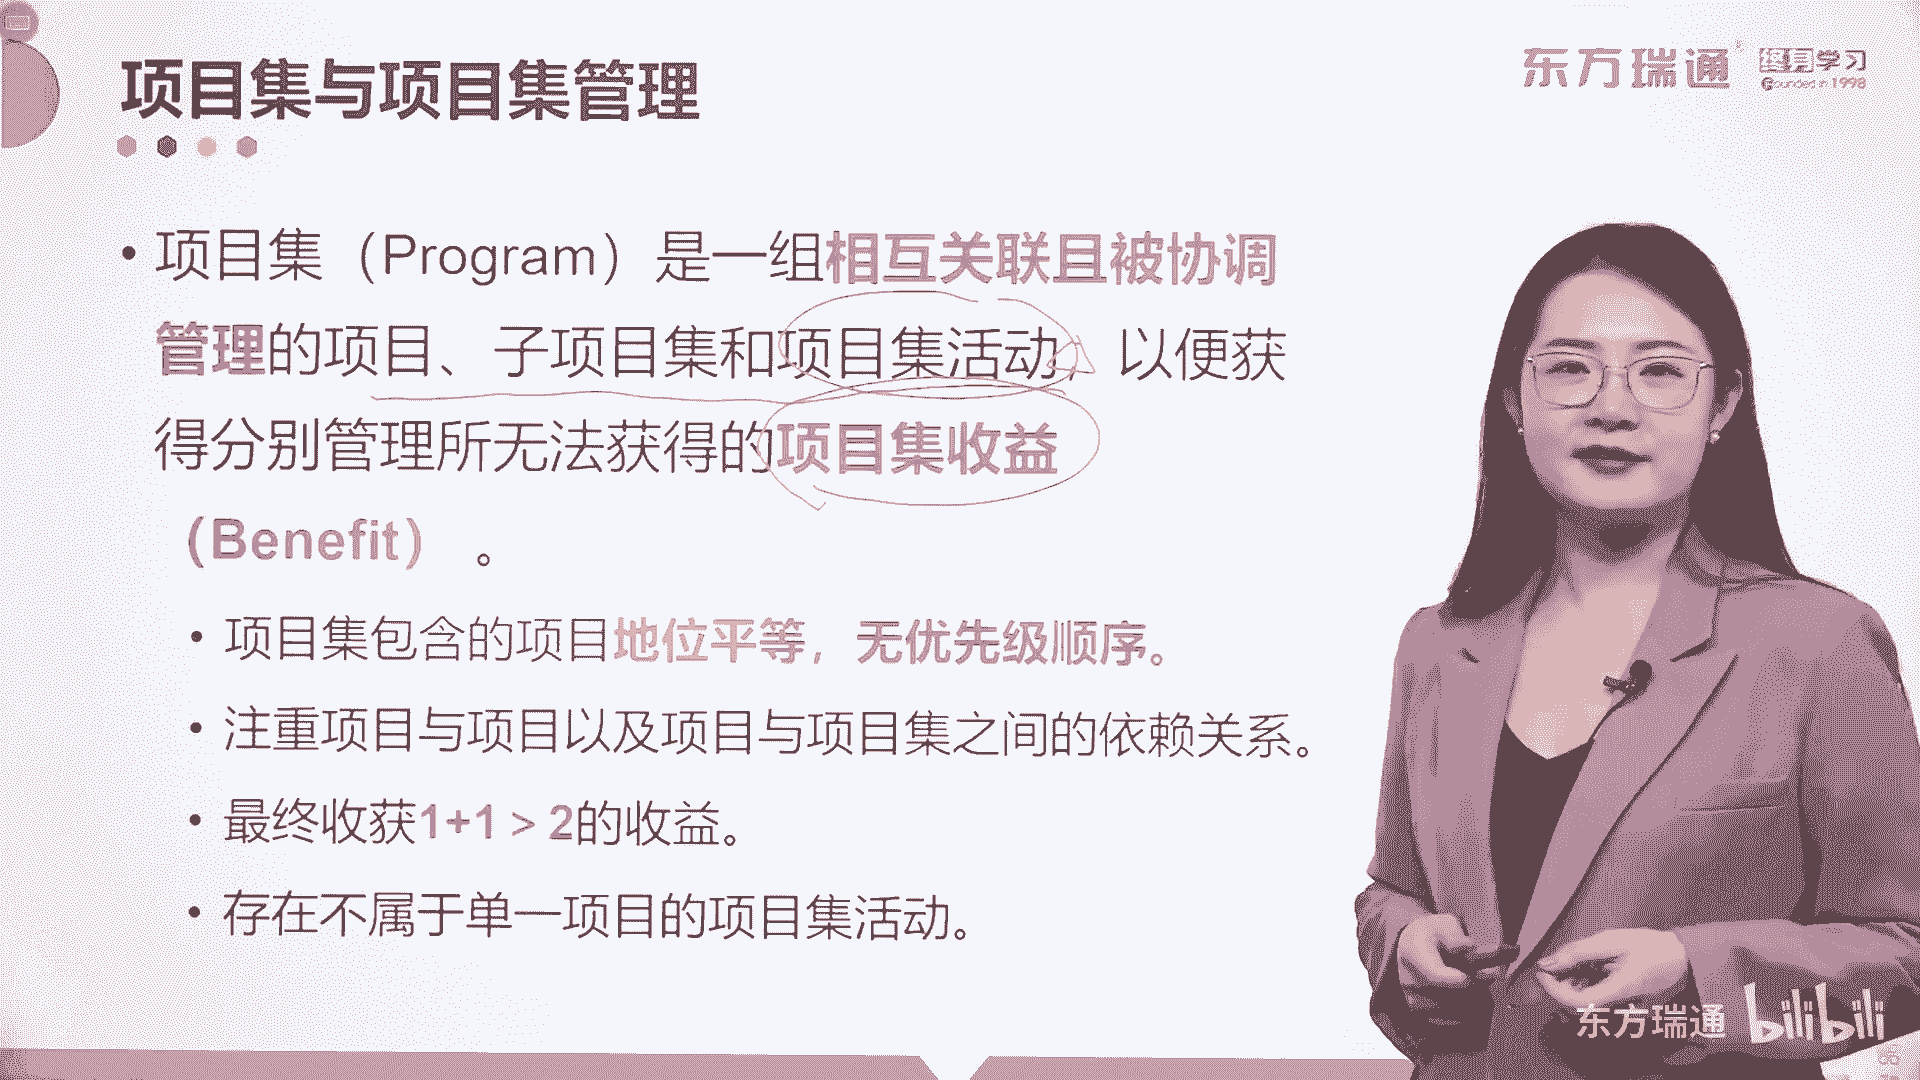 项目集与项目集管理
东方瑞通
终身学习
Founded in 1998
• 项目集（Program）是一组相互关联且被协调
管理的项目、子项目集和项目集活动，以便获
得分别管理所无法获得的项目集收益
（Benefit） 。
• 项目集包含的项目地位平等，无优先级顺序。
• 注重项目与项目以及项目与项目集之间的依赖关系。
• 最终收获1+1＞2的收益。
• 存在不属于单一项目的项目集活动。
东方瑞通 bilibili